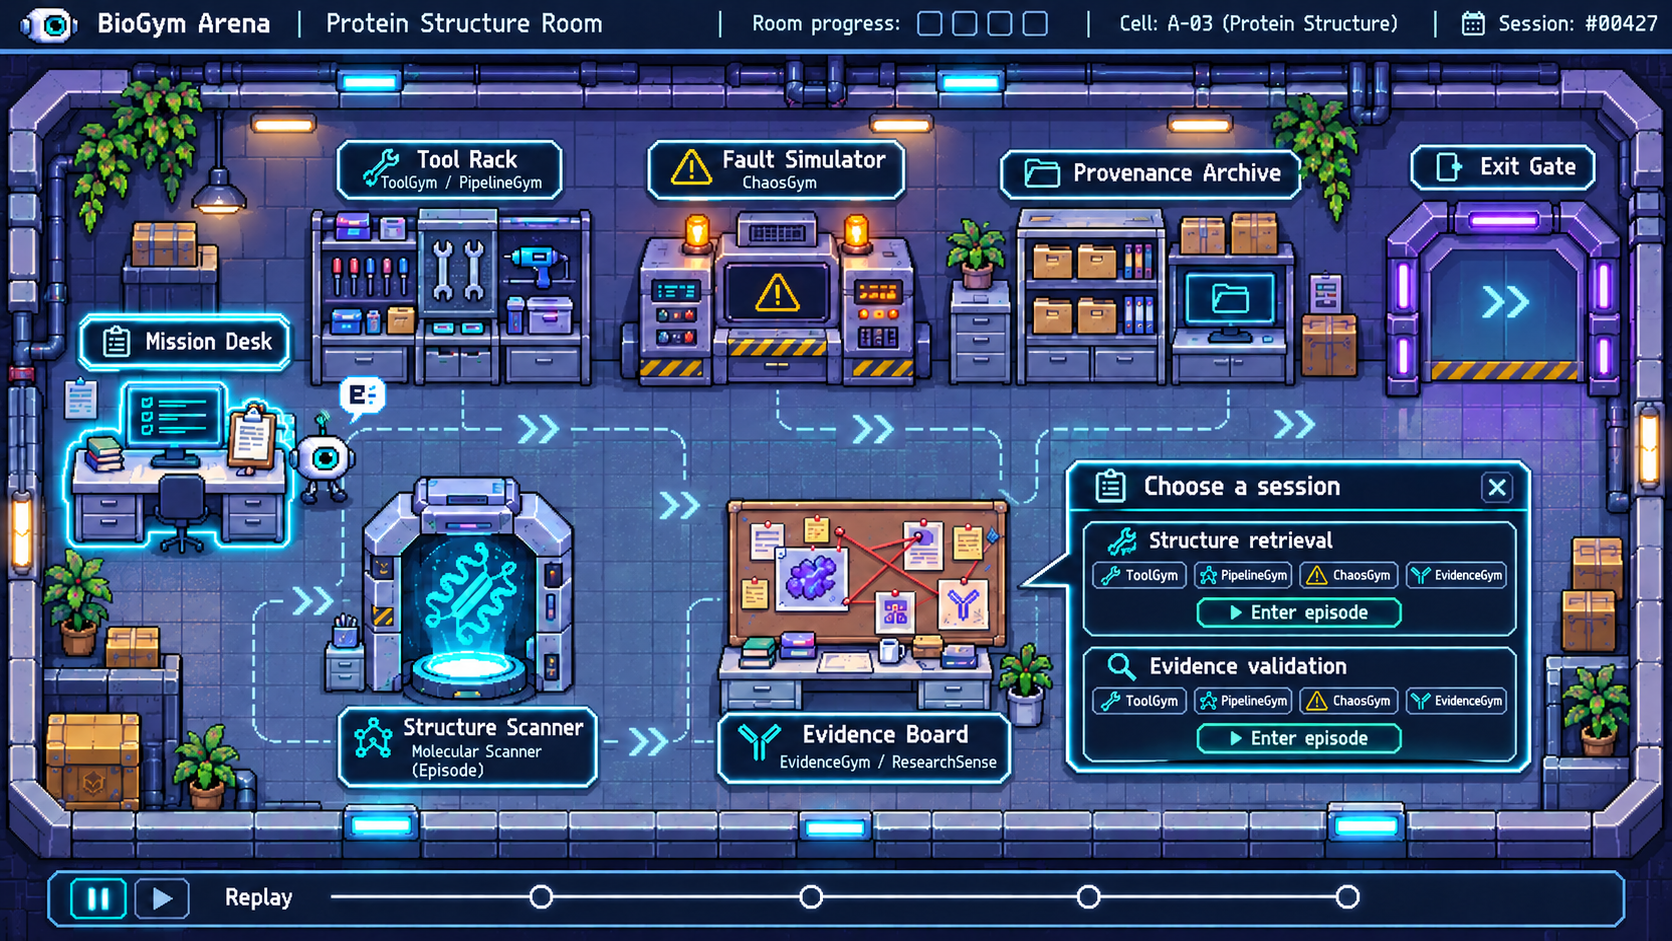 BioGym Arena
Protein Structure Room
Room progress:
Cell: A-03 (Protein Structure)
Session: #00427
Tool Rack
ToolGym / PipelineGym
Fault Simulator
ChaosGym
Provenance Archive
Exit Gate
Mission Desk
Choose a session
Structure retrieval
ToolGym
PipelineGym
ChaosGym
EvidenceGym
Enter episode
Evidence validation
ToolGym
PipelineGym
ChaosGym
EvidenceGym
Enter episode
Structure Scanner
Molecular Scanner
(Episode)
Evidence Board
EvidenceGym / ResearchSense
Replay